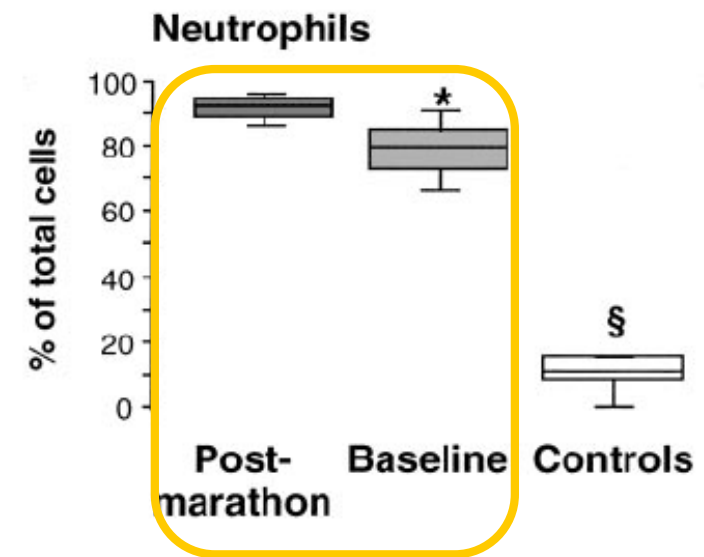 Neutrophils
% of total cells
100
80
60
40
20
0
*
§
Post-marathon
Baseline
Controls